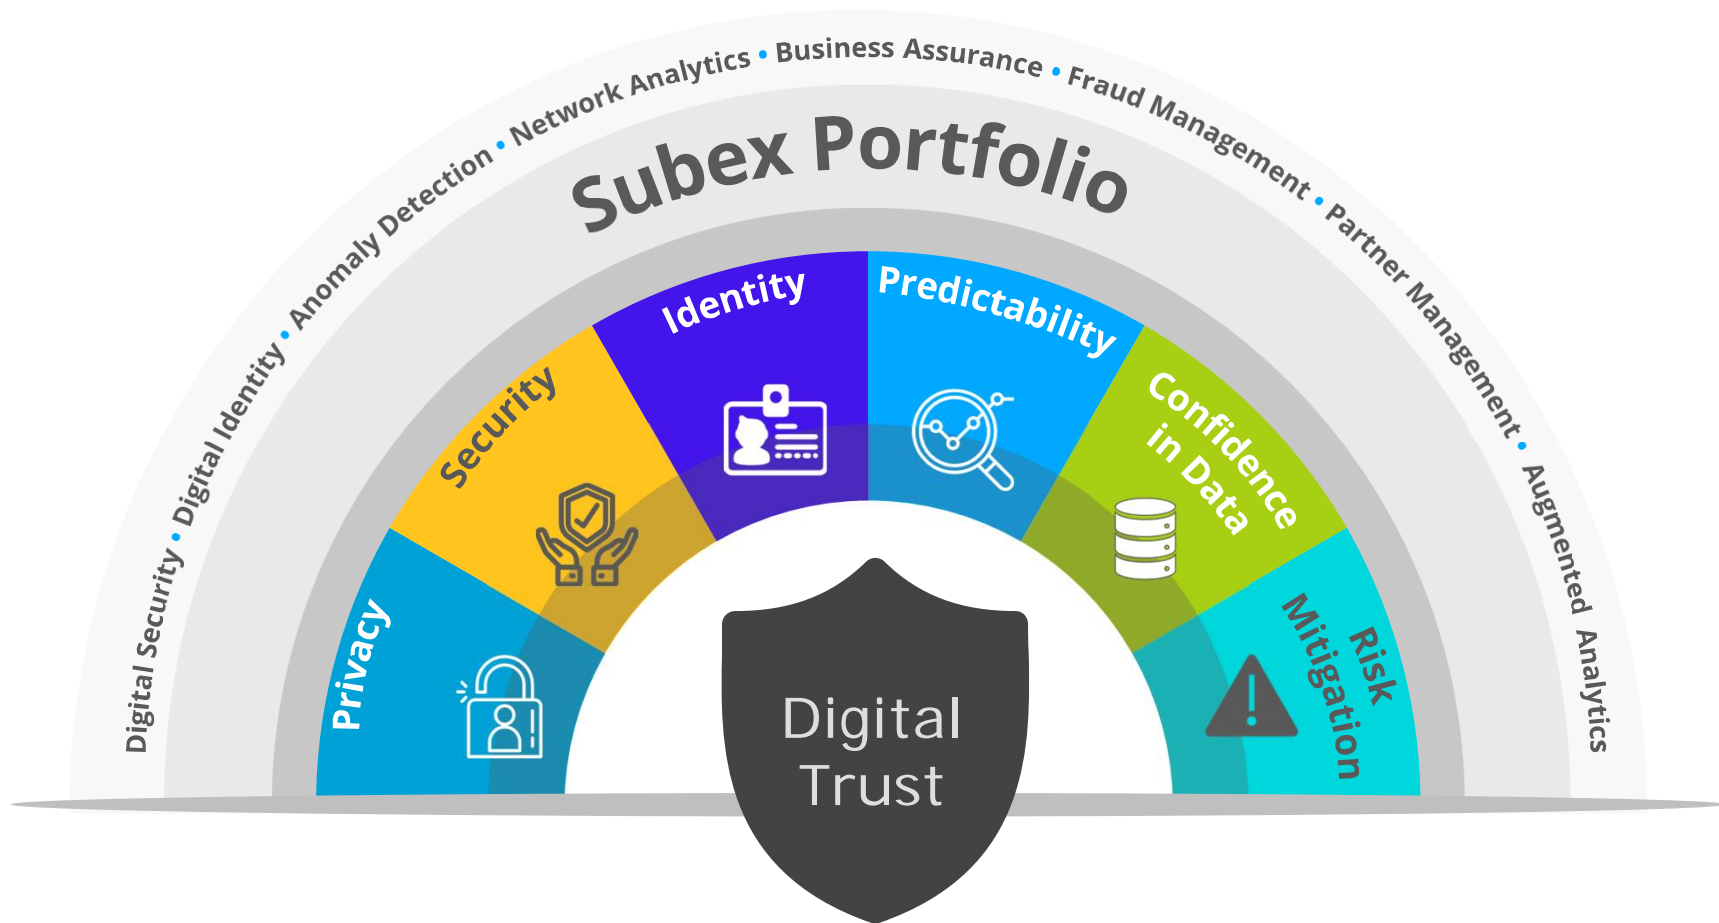 Digital Security • Digital Identity • Anomaly Detection • Network Analytics • Business Assurance • Fraud Management • Partner Management • Augmented Analytics
Subex Portfolio
Privacy
Security
Identity
Predictability
Confidence
in Data
Risk
Mitigation
Digital
Trust